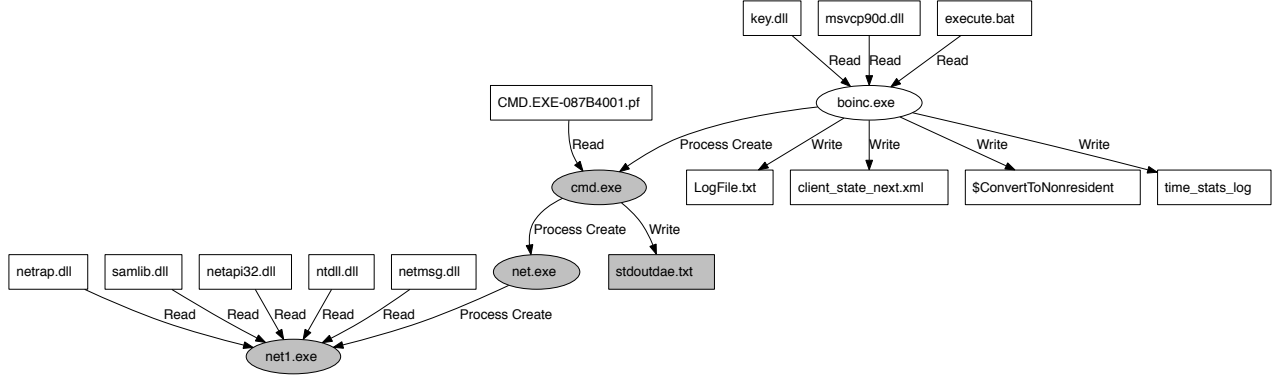 key.dll
msvcp90d.dll
execute.bat
Read
Read
Read
CMD.EXE-087B4001.pf
boinc.exe
Read
Process Create
Write
Write
Write
Write
cmd.exe
LogFile.txt
client_state_next.xml
$ConvertToNonresident
time_stats_log
Process Create
Write
netrap.dll
samlib.dll
netapi32.dll
ntdll.dll
netmsg.dll
net.exe
stdoutdae.txt
Read
Read
Read
Read
Read
Process Create
net1.exe